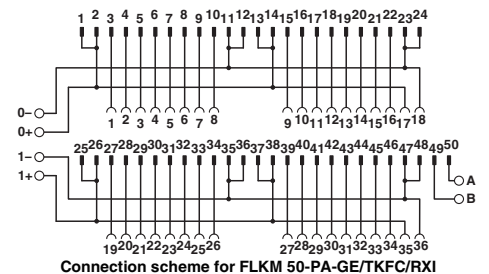 1 2 3 4 5 6 7 8 9 10 11 12 13 14 15 16 17 18 19 20 21 22 23 24
0–
0+
1 2 3 4 5 6 7 8 9 10 11 12 13 14 15 16 17 18
25 26 27 28 29 30 31 32 33 34 35 36 37 38 39 40 41 42 43 44 45 46 47 48 49 50
1–
1+
A
B
19 20 21 22 23 24 25 26 27 28 29 30 31 32 33 34 35 36
Connection scheme for FLKM 50-PA-GE/TKFC/RXI